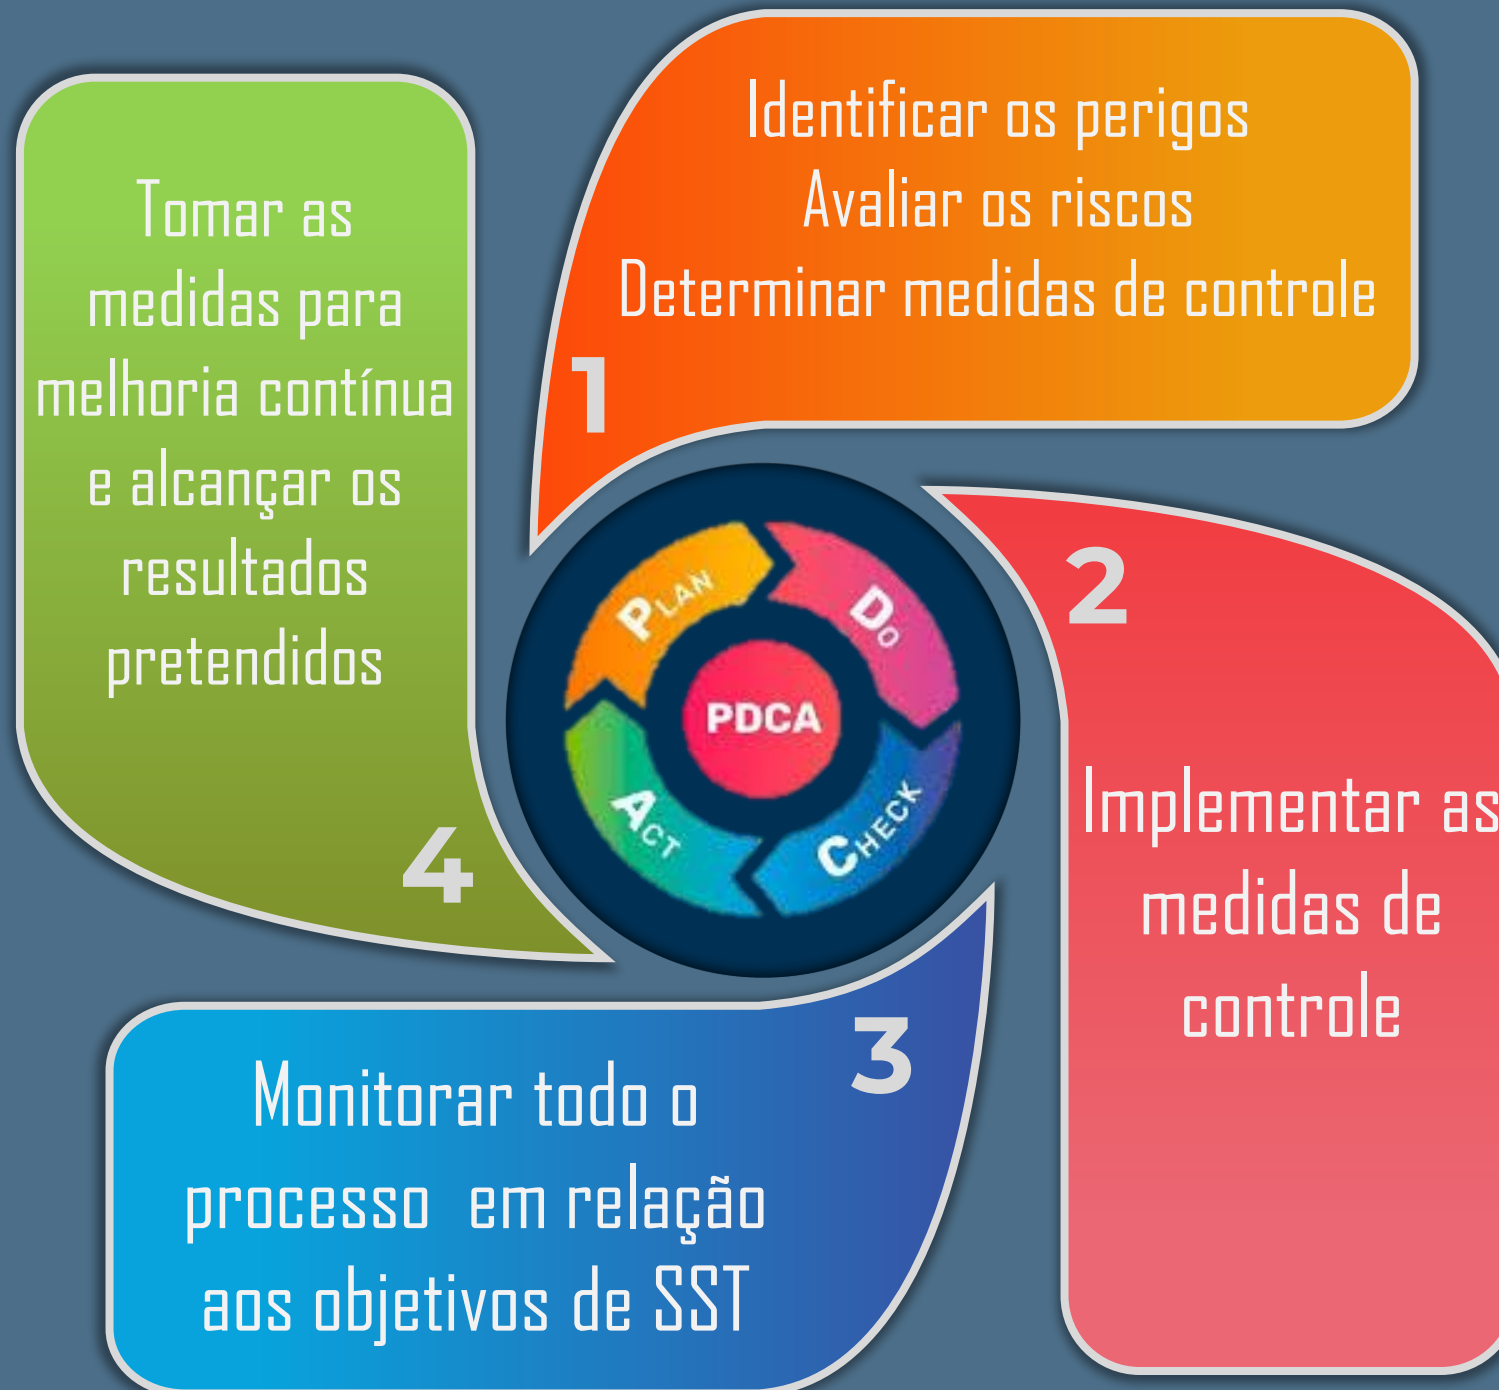 Identificar os perigos
Avaliar os riscos
Determinar medidas de controle
1
2
Implementar as
medidas de
controle
3
Monitorar todo o
processo em relação
aos objetivos de SST
4
Tomar as
medidas para
melhoria contínua
e alcançar os
resultados
pretendidos
PLAN
DO
CHECK
ACT
PDCA